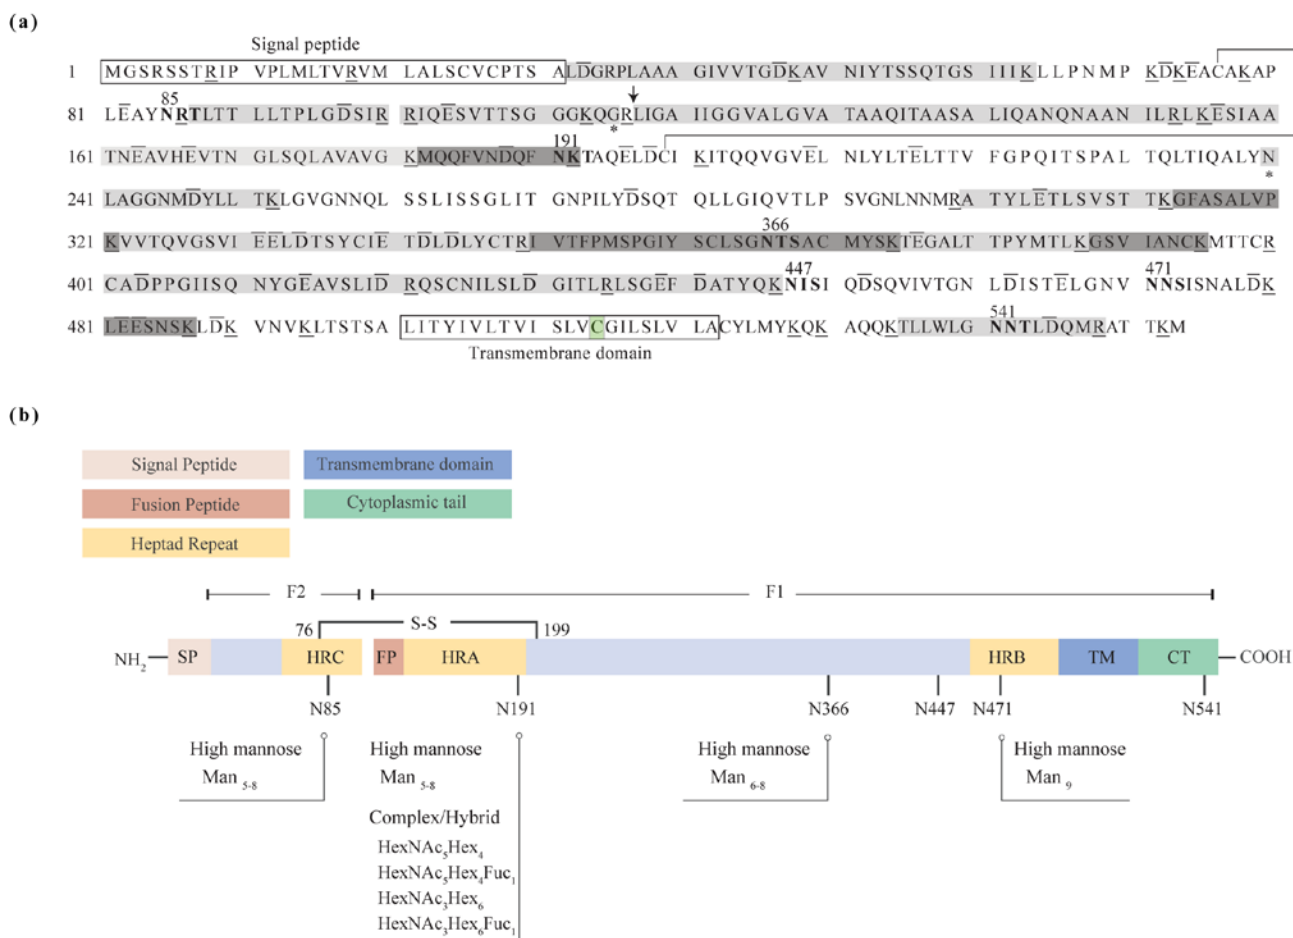 (a)
Signal peptide
1 MGSRSSTRIP VPLMLTVRVM LALSCVCPTS ALDGRPLAAA GIVVTGDKAV NIYTSSQTGS IIIKLLPNMP KDKEACAKAP
85
81 LEAYNRTLTT LLTPLGDSIR RIQESVTTSG GGKQGRLIGA IIGGVALGVA TAAQITAASA LIQANQNAAN ILRLKESIAA
* 191
161 TNEAVHEVTN GLSQLAVAVG KMQQFVNDQF NKTAQELDCI KITQQVGVEL NLYLTELTTV FGPQITSPAL TQLTIQALYN
241 LAGGNMDYLL TKLGVGNNQL SSLISSGLIT GNPILYDSQT QLLGIQVTLP SVGNLNNMRA TYLETLSVST TKGFASALVP
*
366
321 KVVTQVGSVI EELDTSYCIE TDLDLYCTRI VTFPMSPGIY SCLSGNTSAC MYSKTEGALT TPYMTLKGSV IANCKMTTCR
447 471
401 CADPPGIISQ NYGEAVSLID RQSCNILSLD GITLRLSGEF DATYQKNISI QDSQVIVTGN LDISTELGNV NNSISNALDK
541
481 LEESNSKLDK VNVKLTSTSA LITYIVLTVI SLVCGILSLV LACYLMYKQK AQQKTLLWLG NNTLDQMRAT TKM
Transmembrane domain
(b)
Signal Peptide Transmembrane domain
Fusion Peptide Cytoplasmic tail
Heptad Repeat
F2 F1
76 S-S 199
NH2 SP HRC FP HRA HRB TM CT COOH
N85 N191 N366 N447 N471 N541
High mannose High mannose High mannose High mannose
Man 5-8 Man 5-8 Man 6-8 Man 9
Complex/Hybrid
HexNAc5Hex4
HexNAc5Hex4Fuc1
HexNAc3Hex6
HexNAc3Hex6Fuc1